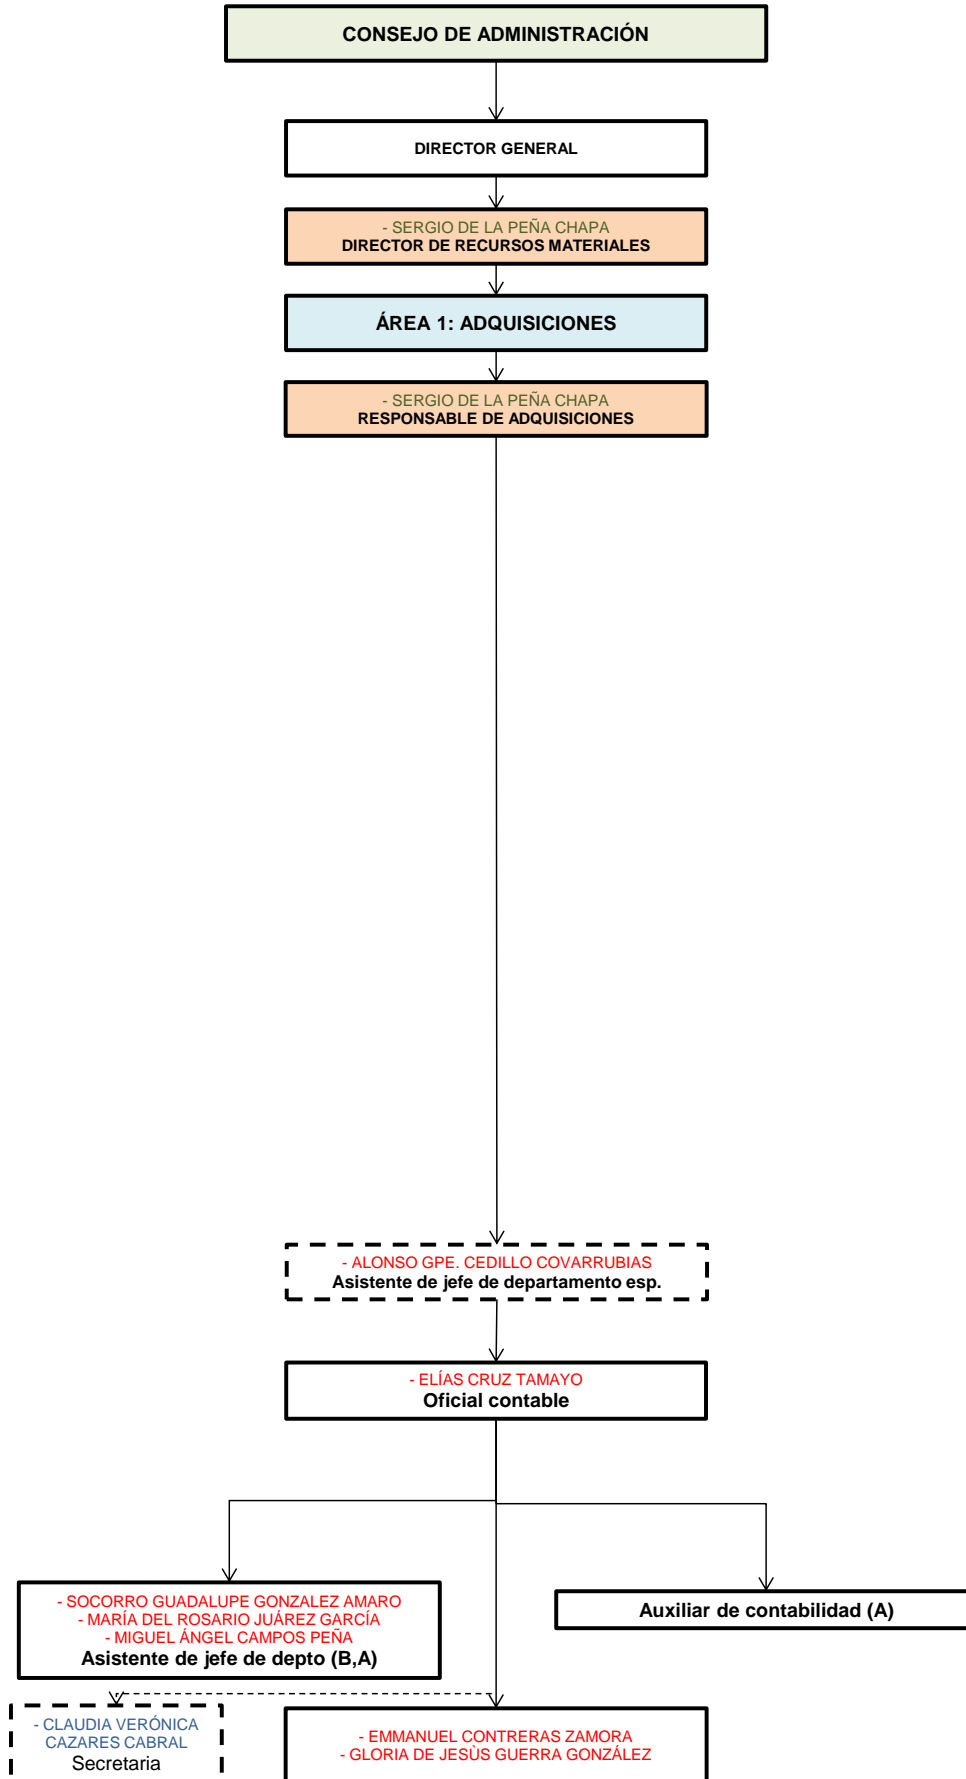 CONSEJO DE ADMINISTRACIÓN
DIRECTOR GENERAL
- SERGIO DE LA PEÑA CHAPA
DIRECTOR DE RECURSOS MATERIALES
ÁREA 1: ADQUISICIONES
- SERGIO DE LA PEÑA CHAPA
RESPONSABLE DE ADQUISICIONES
- ALONSO GPE. CEDILLO COVARRUBIAS
Asistente de jefe de departamento esp.
- ELÍAS CRUZ TAMAYO
Oficial contable
- SOCORRO GUADALUPE GONZALEZ AMARO
- MARÍA DEL ROSARIO JUÁREZ GARCÍA
- MIGUEL ÁNGEL CAMPOS PEÑA
Asistente de jefe de depto (B,A)
Auxiliar de contabilidad (A)
- CLAUDIA VERÓNICA
CAZARES CABRAL
Secretaria
- EMMANUEL CONTRERAS ZAMORA
- GLORIA DE JESÙS GUERRA GONZÁLEZ